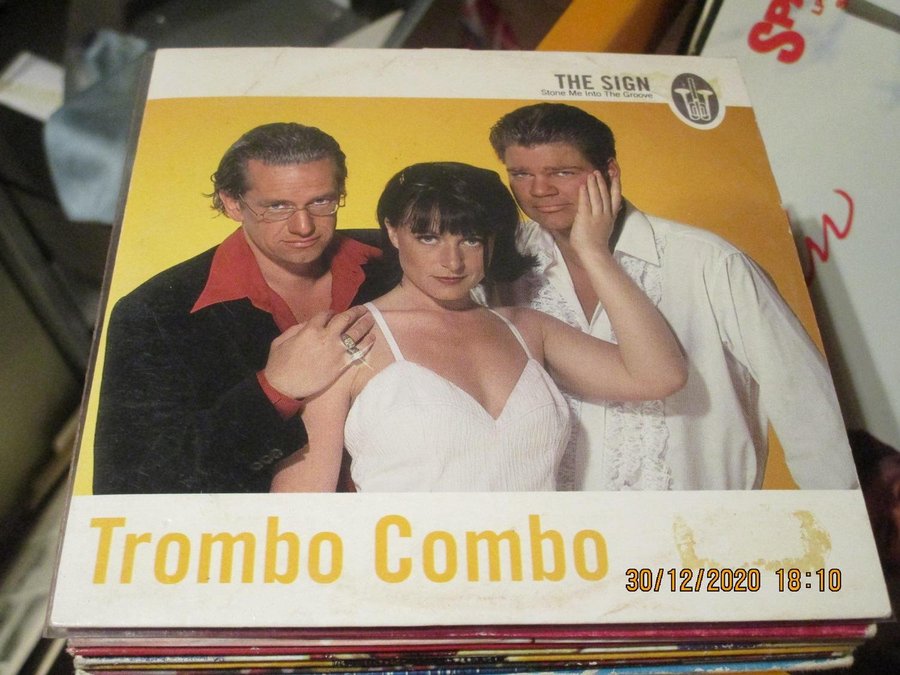 THE SIGN
Stone Me Into The Groove
Trombo Combo
30/12/2020 18:10